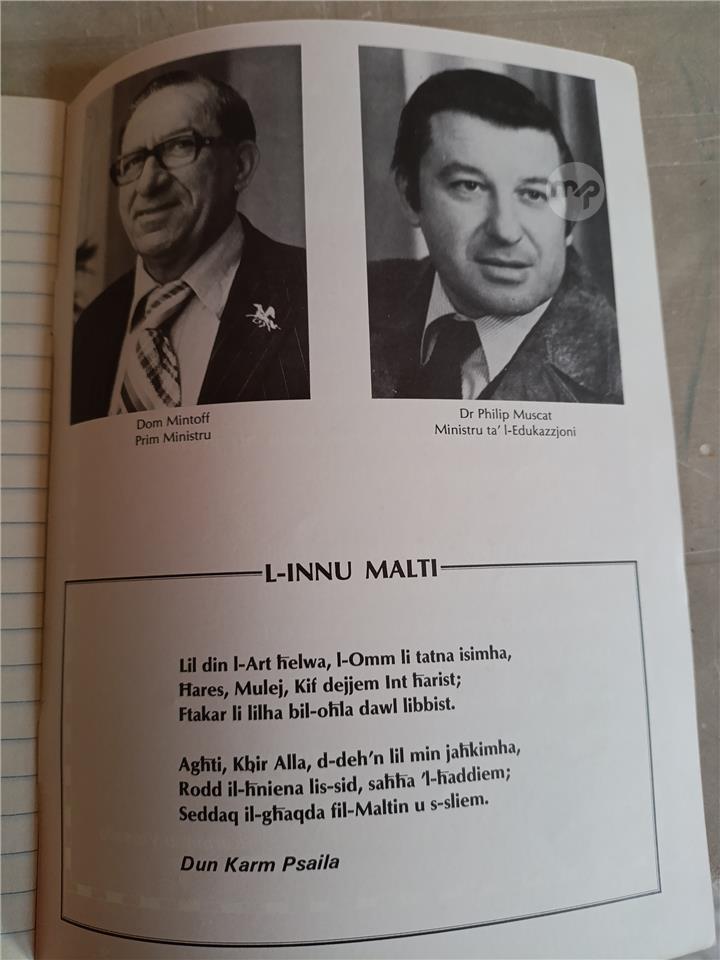 mp
Dom Mintoff
Prim Ministru
Dr Philip Muscat
Ministru ta' l-Edukazzjoni
L-INNU MALTI
Lil din l-Art ħelwa, l-Omm li tatna isimha,
Ħares, Mulej, Kif dejjem Int ħarist;
Ftakar li lilha bil-oħla dawl libbist.
Agħti, Kbir Alla, d-deh'n lil min jaħkimha,
Rodd il-ħniena lis-sid, saħħa 'l-ħaddiem;
Seddaq il-għaqda fil-Maltin u s-sliem.
Dun Karm Psaila